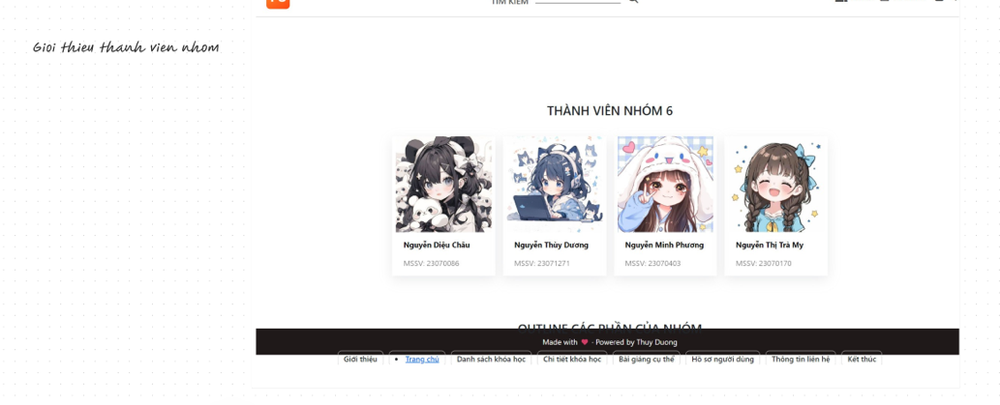 TÌM KIẾM
Gioi thieu thanh vien nhom
THÀNH VIÊN NHÓM 6
Nguyễn Diệu Châu
MSSV: 23070086
Nguyễn Thùy Dương
MSSV: 23071271
Nguyễn Minh Phương
MSSV: 23070403
Nguyễn Thị Trà My
MSSV: 23070170
OUTLINE CÁC PHẦN CỦA NHÓM
Made with ♥ - Powered by Thuy Duong
Giới thiệu • Trang chủ Danh sách khóa học Chi tiết khóa học Bài giảng cụ thể Hồ sơ người dùng Thông tin liên hệ Kết thúc